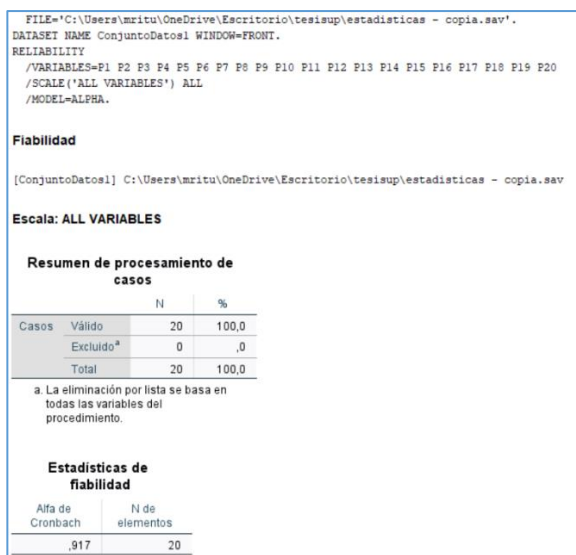 FILE='C:\Users\mritu\OneDrive\Escritorio\tesisup\estadisticas - copia.sav'.
DATASET NAME ConjuntoDatos1 WINDOW=FRONT.
RELIABILITY
/VARIABLES=P1 P2 P3 P4 P5 P6 P7 P8 P9 P10 P11 P12 P13 P14 P15 P16 P17 P18 P19 P20
/SCALE('ALL VARIABLES') ALL
/MODEL=ALPHA.
Fiabilidad
[ConjuntoDatos1] C:\Users\mritu\OneDrive\Escritorio\tesisup\estadisticas - copia.sav
Escala: ALL VARIABLES
Resumen de procesamiento de
casos
N %
Casos Válido 20 100,0
Excluido a 0 ,0
Total 20 100,0
a. La eliminación por lista se basa en
todas las variables del
procedimiento.
Estadísticas de
fiabilidad
Alfa de N de
Cronbach elementos
,917 20